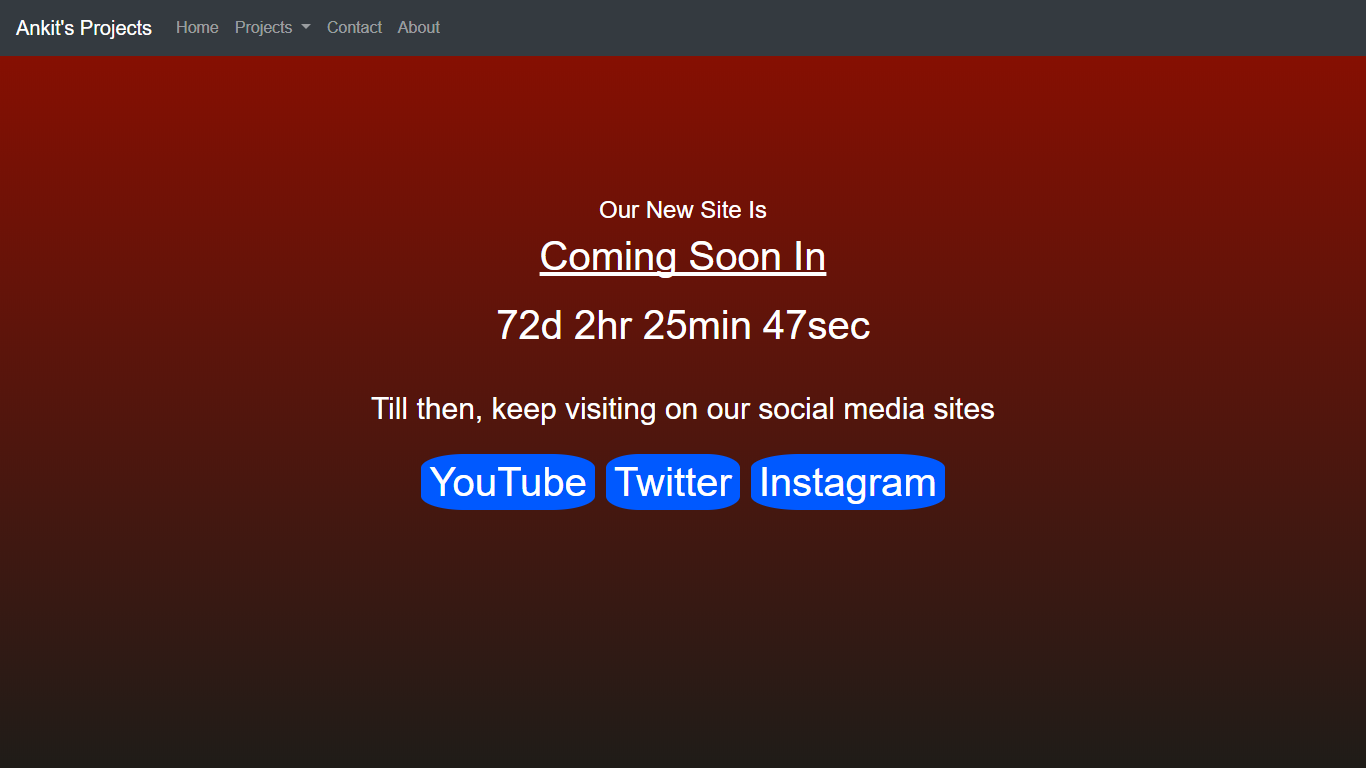 Ankit's Projects Home Projects Contact About
Our New Site Is
Coming Soon In
72d 2hr 25min 47sec
Till then, keep visiting on our social media sites
YouTube Twitter Instagram